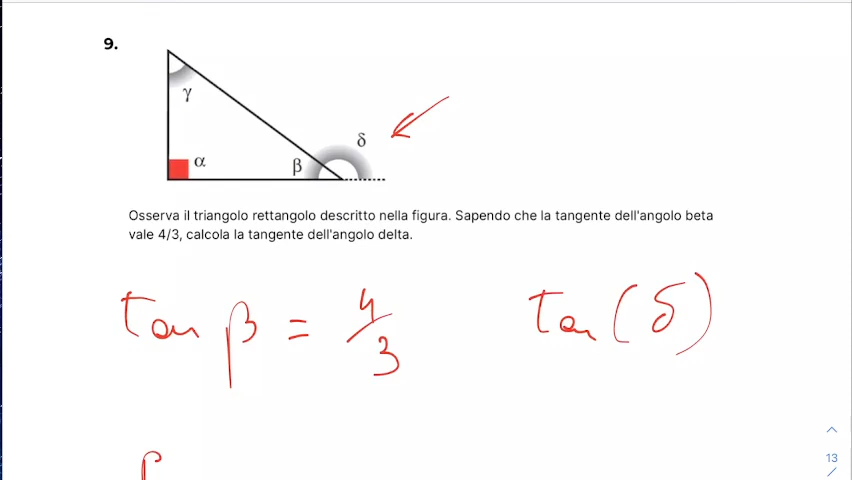 9.
γ
δ
α
β
Osserva il triangolo rettangolo descritto nella figura. Sapendo che la tangente dell'angolo beta
vale 4/3, calcola la tangente dell'angolo delta.
tan β = 4/3 tan (δ)
13